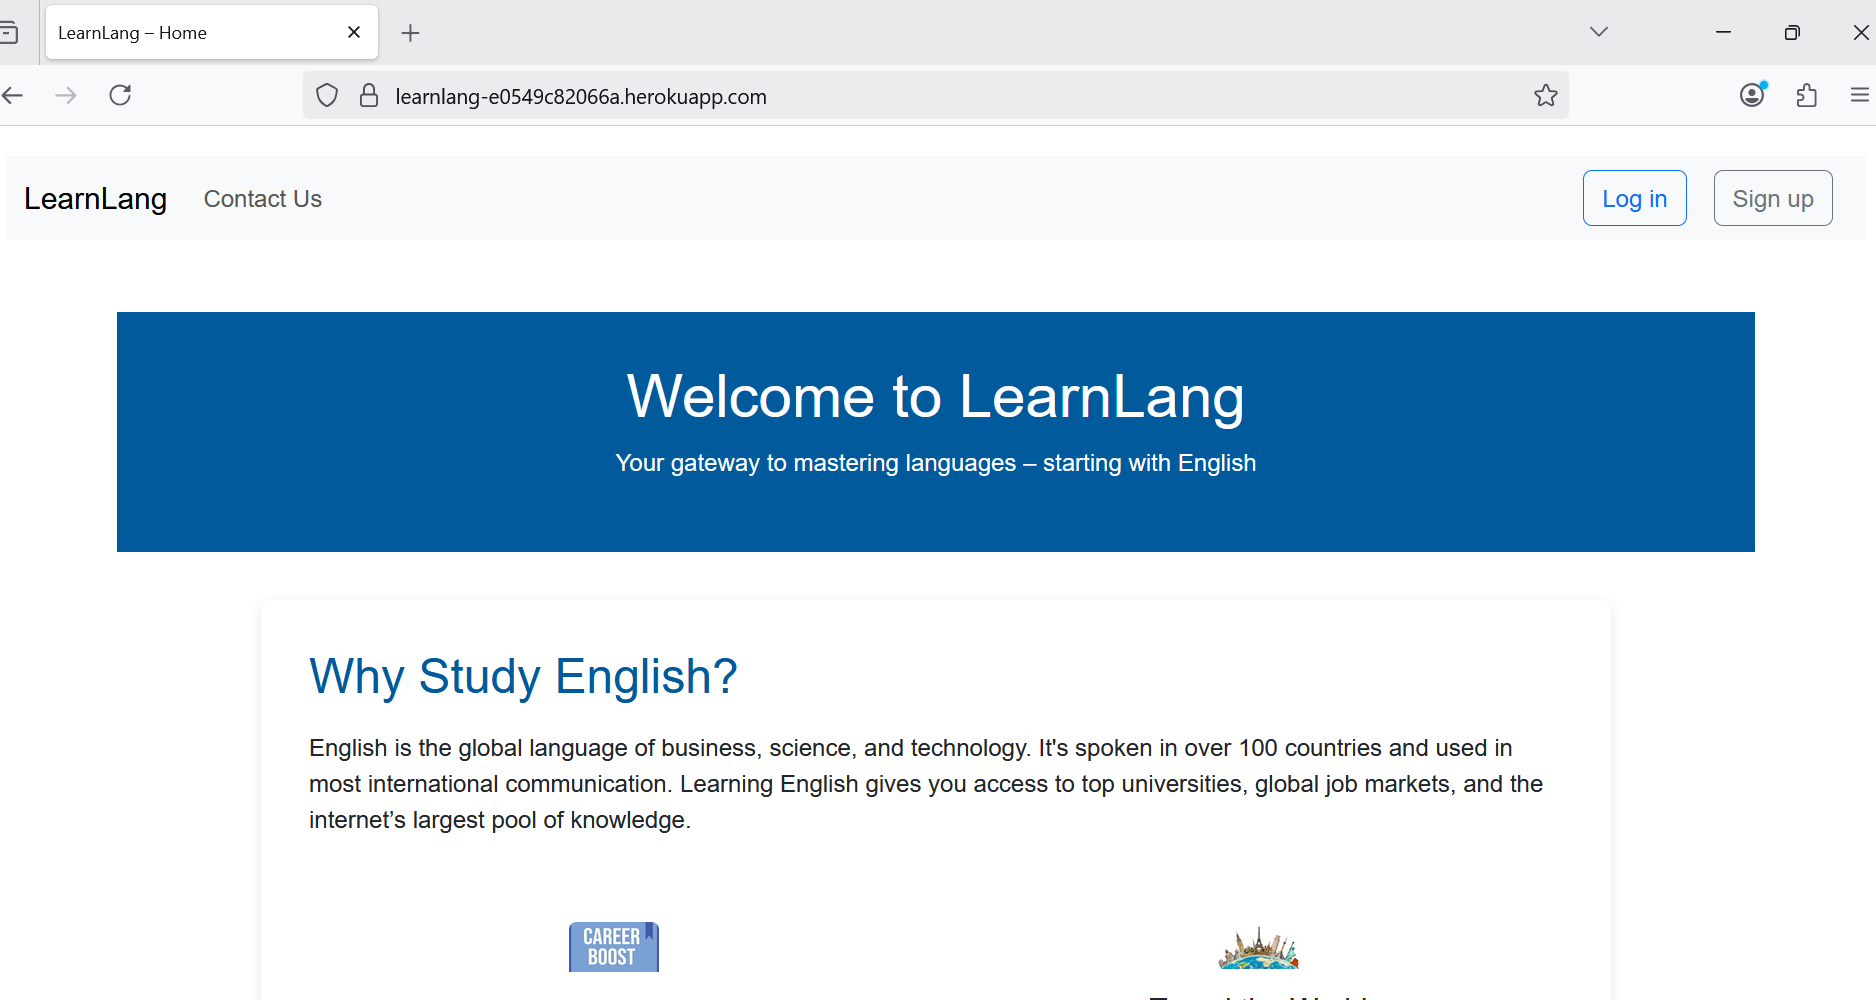 LearnLang – Home
learnlang-e0549c82066a.herokuapp.com
LearnLang Contact Us Log in Sign up
Welcome to LearnLang
Your gateway to mastering languages – starting with English
Why Study English?
English is the global language of business, science, and technology. It's spoken in over 100 countries and used in
most international communication. Learning English gives you access to top universities, global job markets, and the
internet’s largest pool of knowledge.
CAREER
BOOST